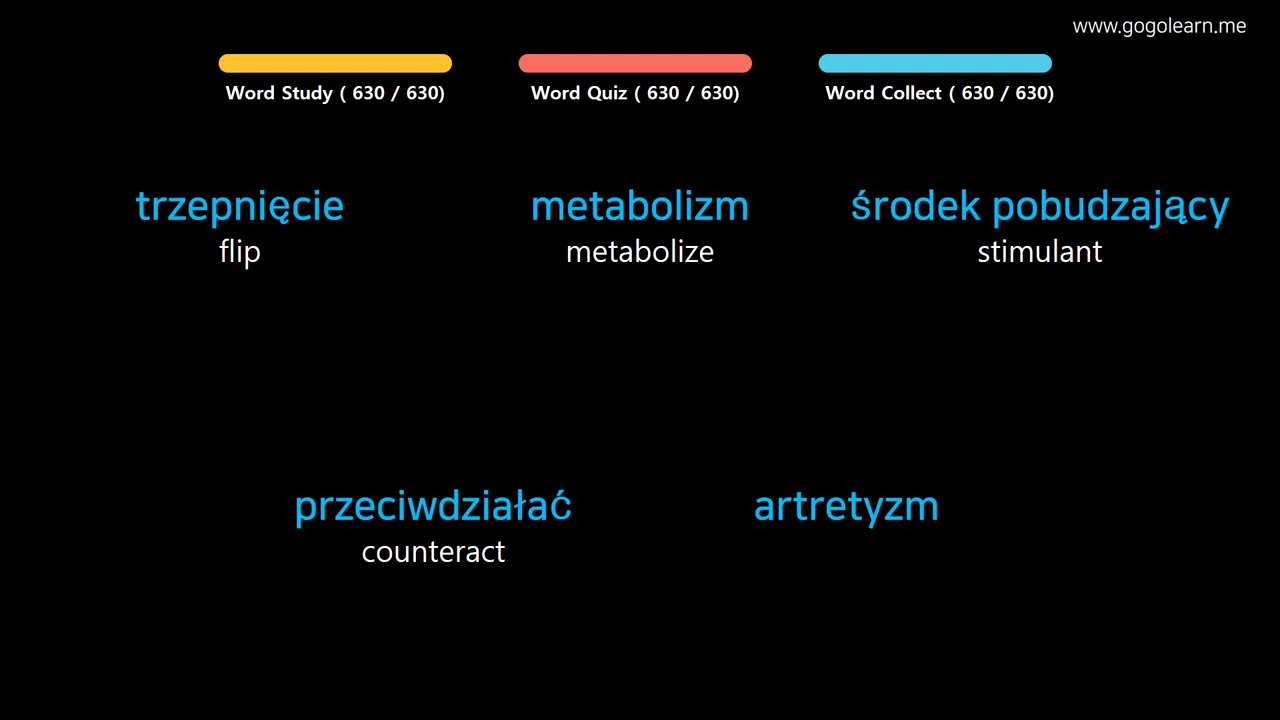 www.gogolearn.me
Word Study ( 630 / 630)
Word Quiz ( 630 / 630)
Word Collect ( 630 / 630)
trzepnięcie
flip
metabolizm
metabolize
środek pobudzający
stimulant
przeciwdziałać
counteract
artretyzm